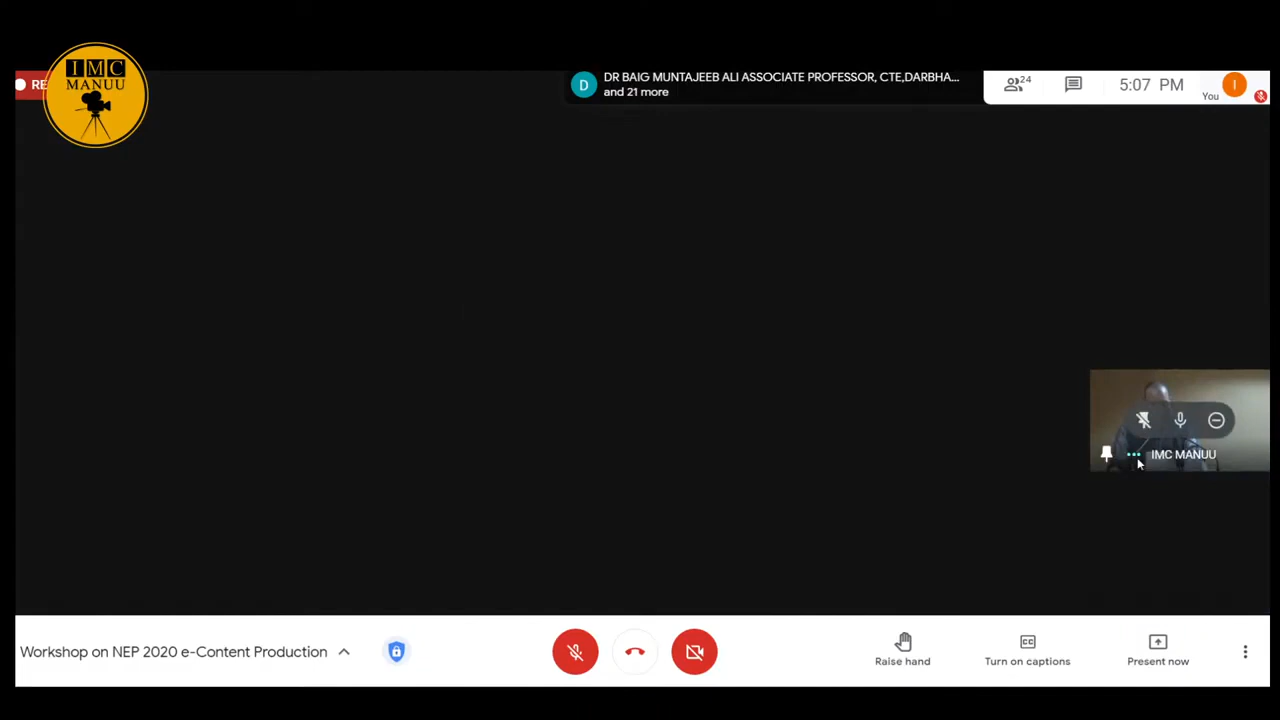 IMC
MANUU
RE
D
DR BAIG MUNTAJEEB ALI ASSOCIATE PROFESSOR, CTE,DARBHA...
and 21 more
24
5:07 PM
You
I
IMC MANUU
Workshop on NEP 2020 e-Content Production
Raise hand
CC
Turn on captions
Present now